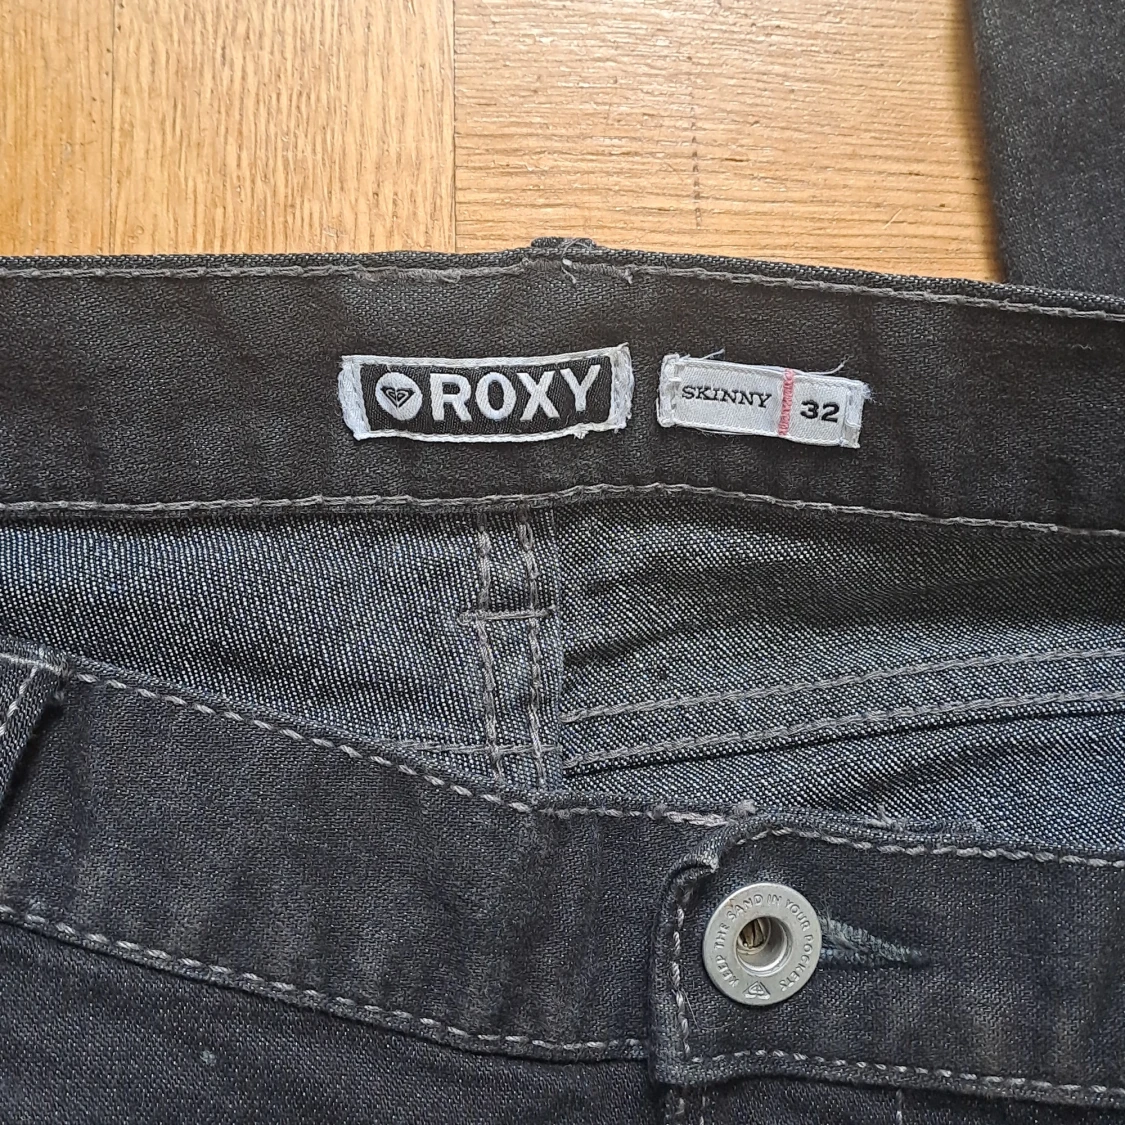 ROXY
SKINNY 32
KEEP THE SAND IN YOUR POCKETS